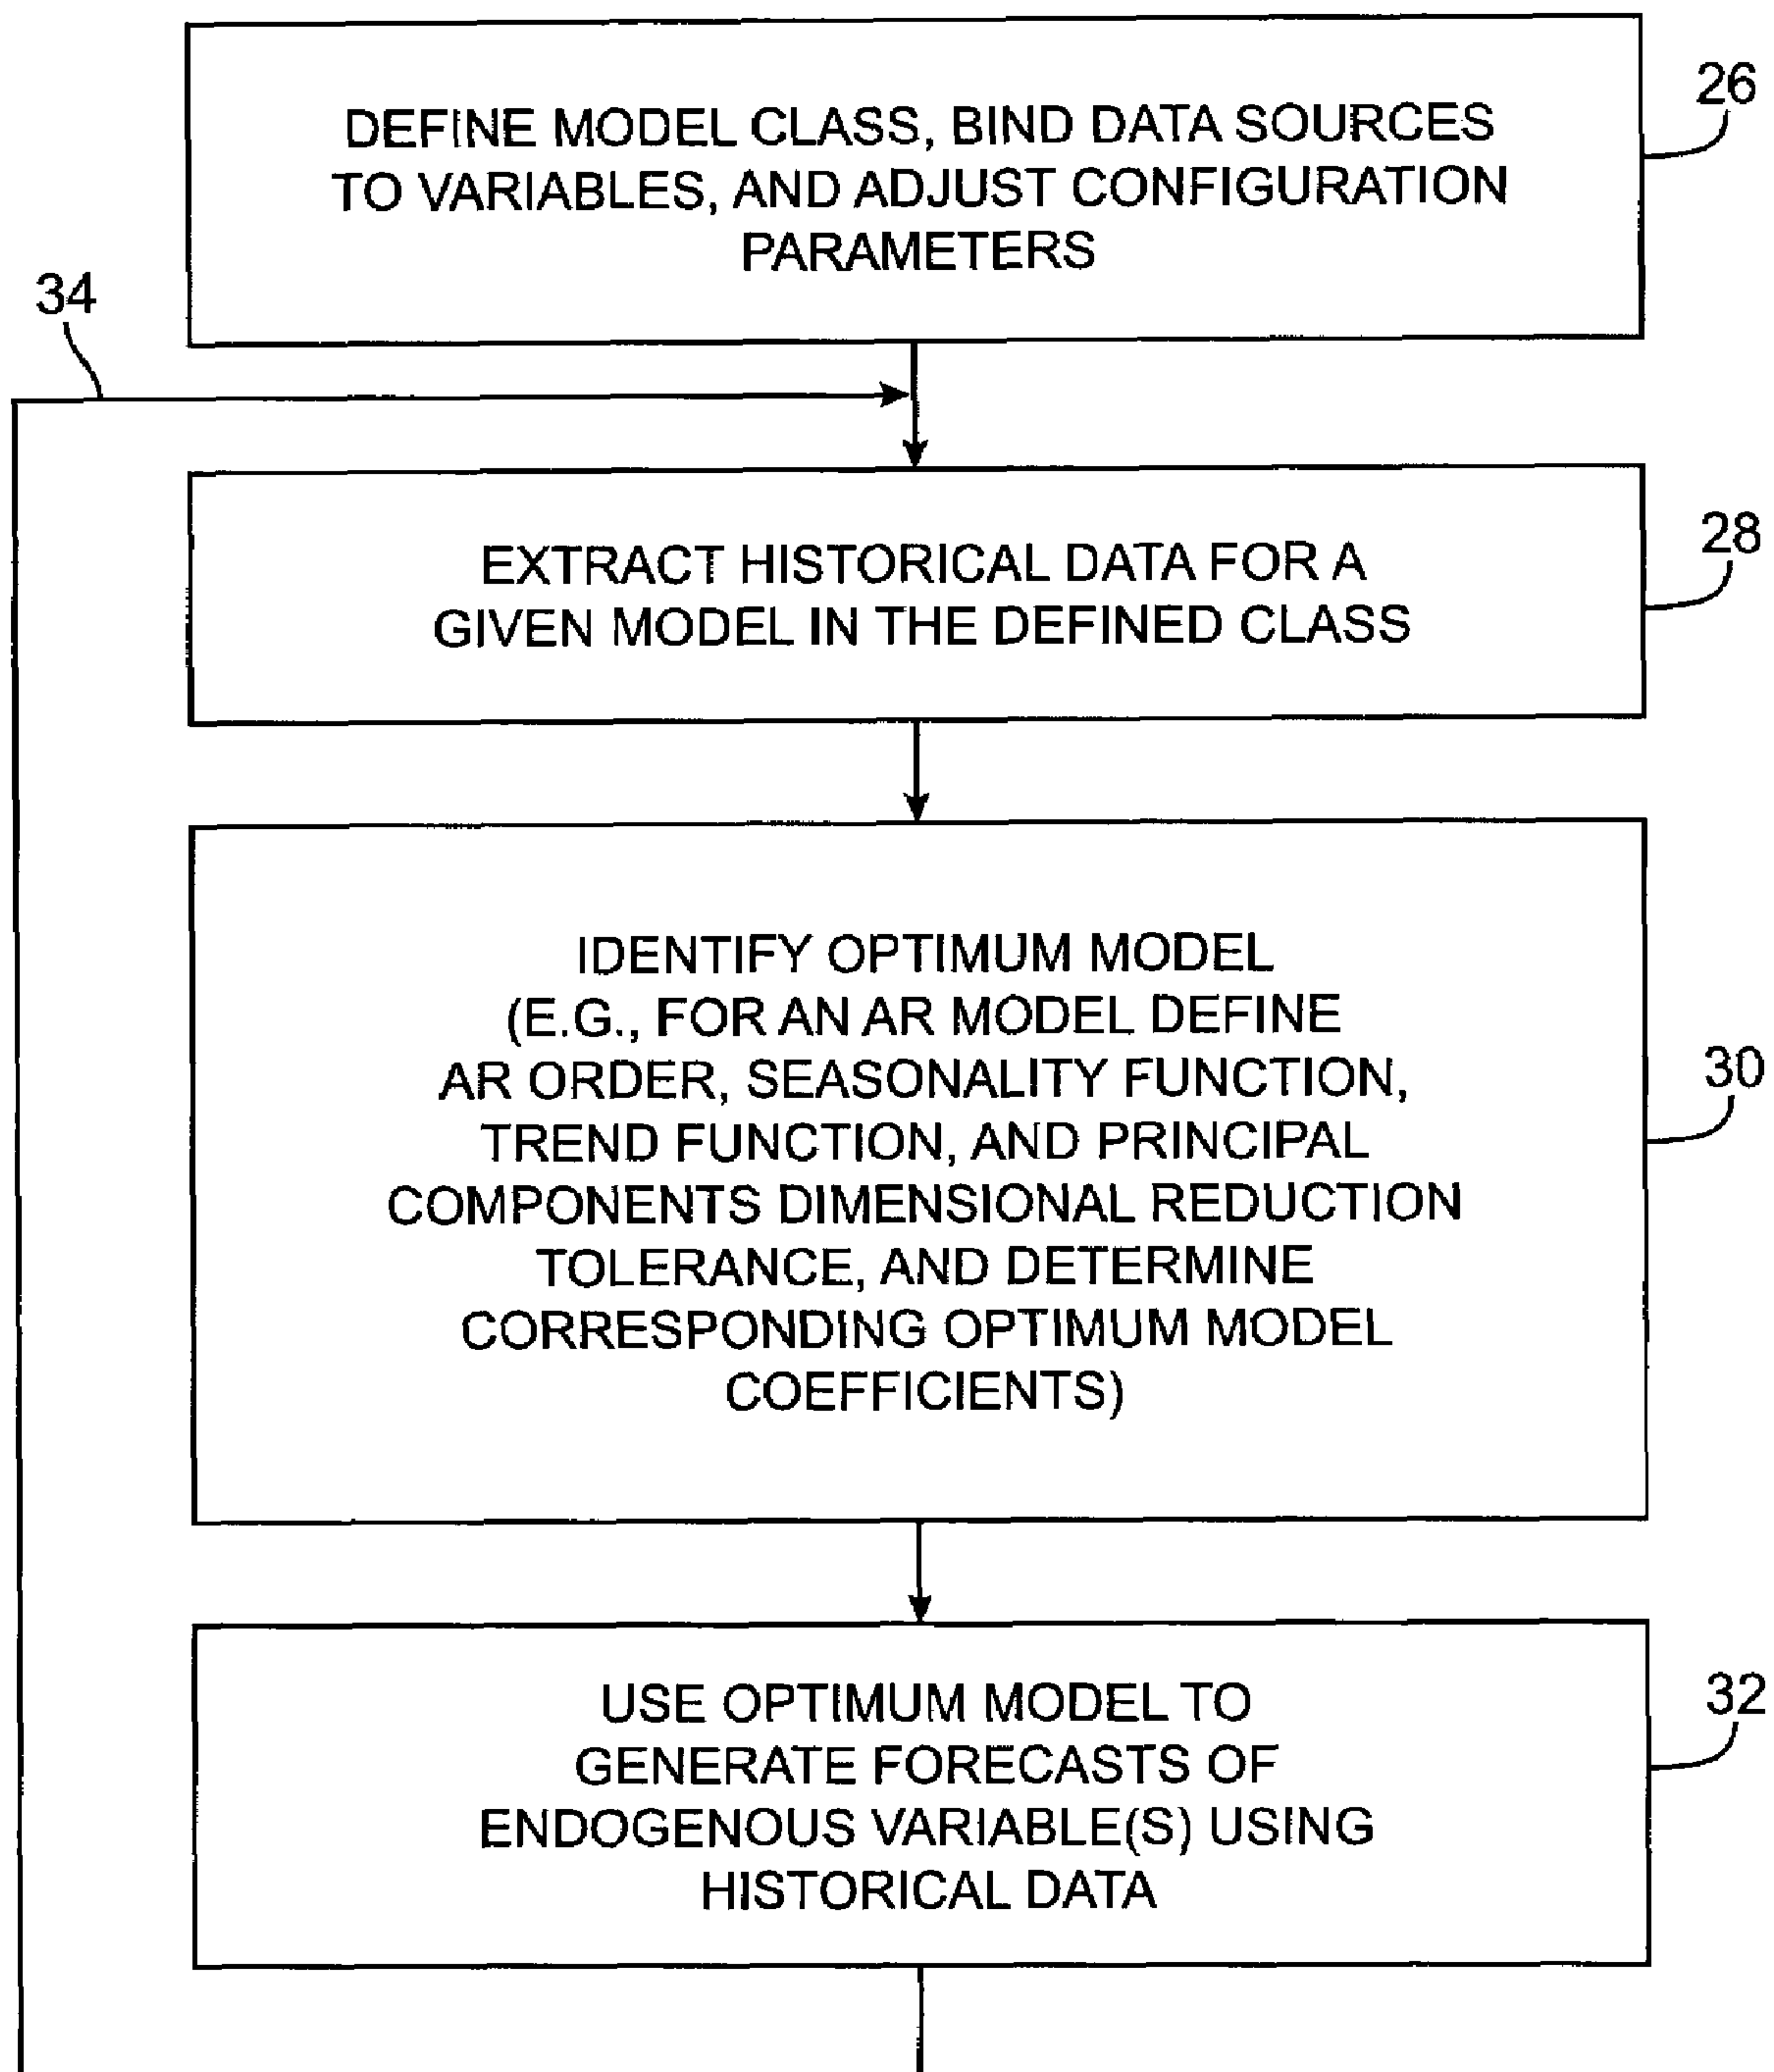 DEFINE MODEL CLASS, BIND DATA SOURCES
TO VARIABLES, AND ADJUST CONFIGURATION
PARAMETERS
26
34
EXTRACT HISTORICAL DATA FOR A
GIVEN MODEL IN THE DEFINED CLASS
28
IDENTIFY OPTIMUM MODEL
(E.G., FOR AN AR MODEL DEFINE
AR ORDER, SEASONALITY FUNCTION,
TREND FUNCTION, AND PRINCIPAL
COMPONENTS DIMENSIONAL REDUCTION
TOLERANCE, AND DETERMINE
CORRESPONDING OPTIMUM MODEL
COEFFICIENTS)
30
USE OPTIMUM MODEL TO
GENERATE FORECASTS OF
ENDOGENOUS VARIABLE(S) USING
HISTORICAL DATA
32